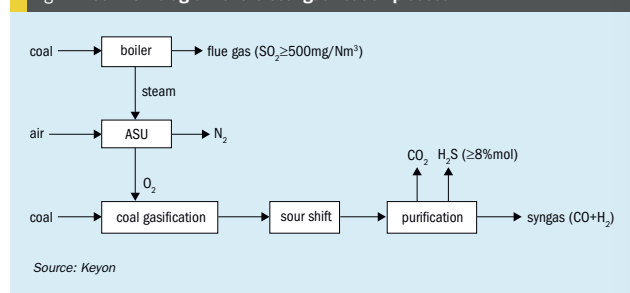 coal
boiler
flue gas (SO₂≥500mg/Nm³)
steam
air
ASU
N₂
O₂
CO₂
H₂S (≥8%mol)
coal
coal gasification
sour shift
purification
syngas (CO+H₂)
Source: Keyon